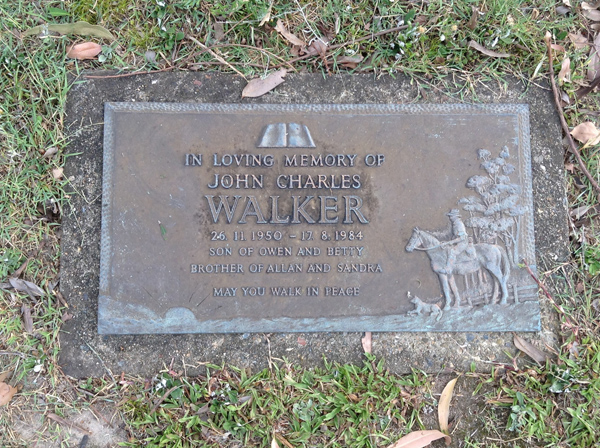 IN LOVING MEMORY OF
JOHN CHARLES
WALKER
26. 11. 1950 - 17. 8. 1984
SON OF OWEN AND BETTY
BROTHER OF ALLAN AND SANDRA
MAY YOU WALK IN PEACE